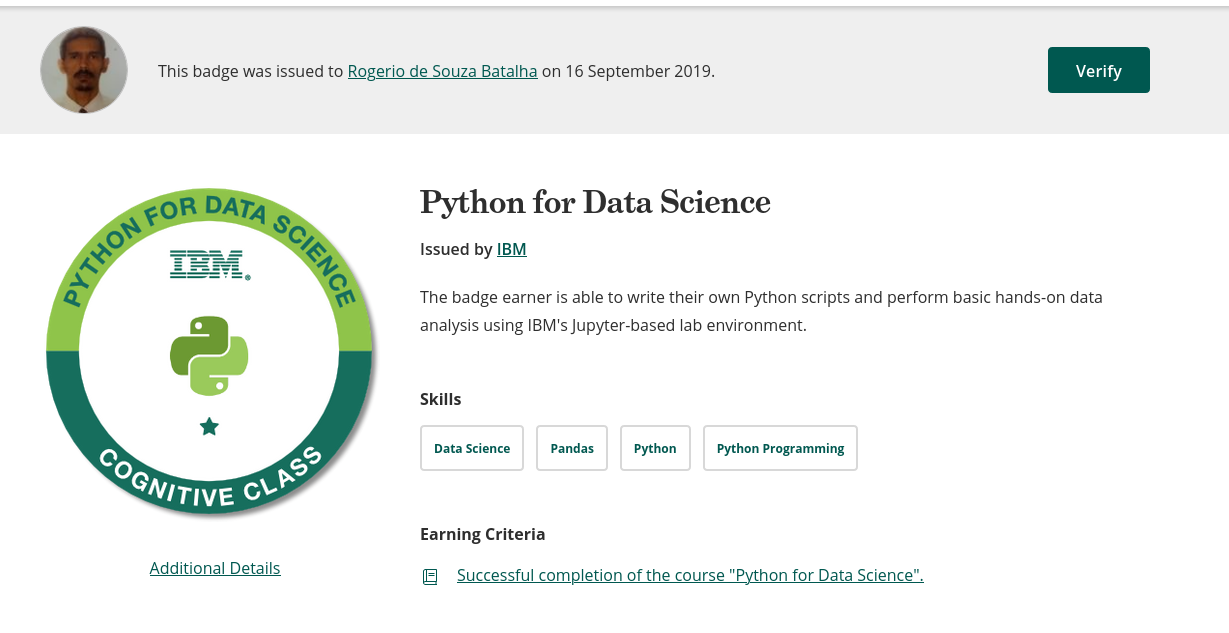 This badge was issued to Rogerio de Souza Batalha on 16 September 2019.
Verify
PYTHON FOR DATA SCIENCE
IBM®
COGNITIVE CLASS
Additional Details
Python for Data Science
Issued by IBM
The badge earner is able to write their own Python scripts and perform basic hands-on data
analysis using IBM's Jupyter-based lab environment.
Skills
Data Science Pandas Python Python Programming
Earning Criteria
Successful completion of the course "Python for Data Science".